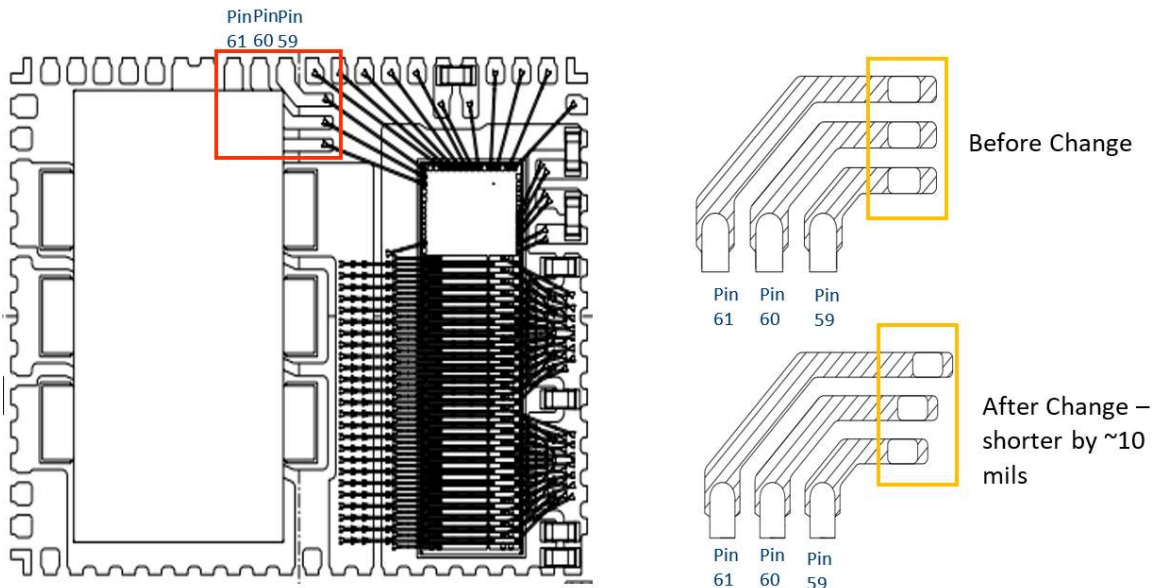 Pin Pin Pin
61 60 59
Before Change
Pin Pin Pin
61 60 59
After Change –
shorter by ~10
mils
Pin Pin Pin
61 60 59